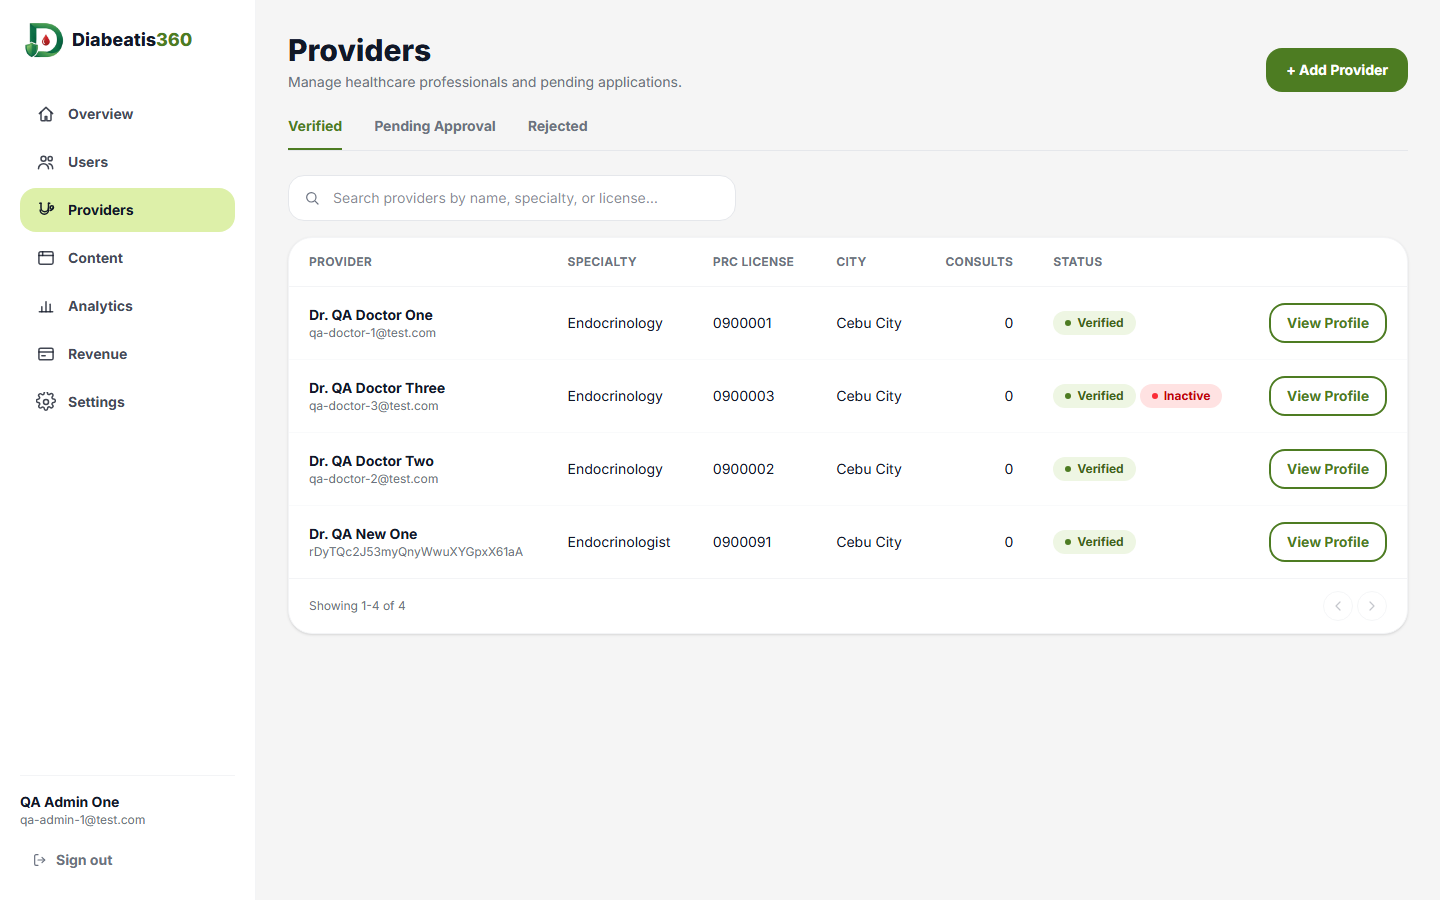 Diabeatis360
Overview
Users
Providers
Content
Analytics
Revenue
Settings
QA Admin One
qa-admin-1@test.com
Sign out
Providers
Manage healthcare professionals and pending applications.
+ Add Provider
Verified Pending Approval Rejected
Search providers by name, specialty, or license...
PROVIDER SPECIALTY PRC LICENSE CITY CONSULTS STATUS
Dr. QA Doctor One
qa-doctor-1@test.com
Endocrinology 0900001 Cebu City 0 Verified View Profile
Dr. QA Doctor Three
qa-doctor-3@test.com
Endocrinology 0900003 Cebu City 0 Verified Inactive View Profile
Dr. QA Doctor Two
qa-doctor-2@test.com
Endocrinology 0900002 Cebu City 0 Verified View Profile
Dr. QA New One
rDyTQc2J53myQnyWwuXYGpxX61aA
Endocrinologist 0900091 Cebu City 0 Verified View Profile
Showing 1-4 of 4